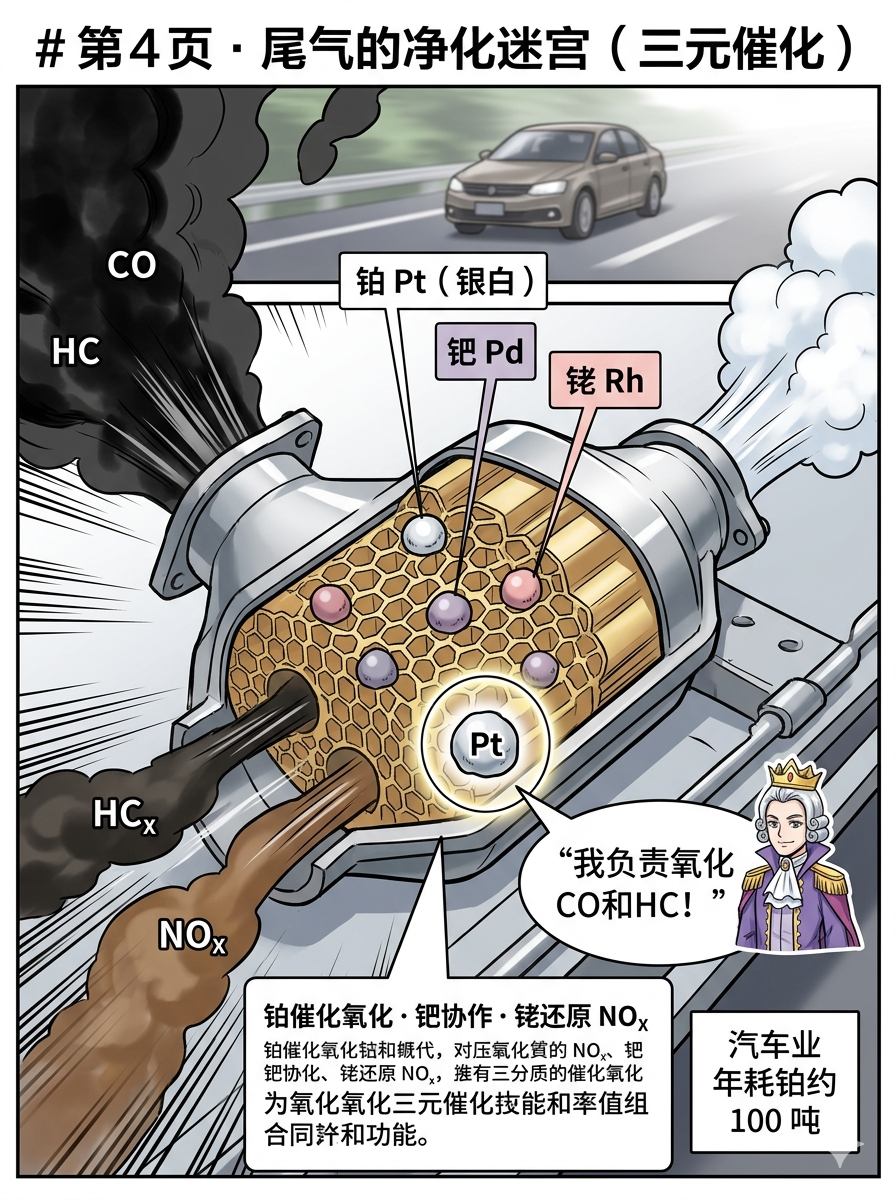 # 第4页 · 尾气的净化迷宫（三元催化）
CO
HC
铂 Pt（银白）
钯 Pd
铑 Rh
Pt
HCₓ
NOₓ
“我负责氧化
CO和HC！”
铂催化氧化 · 钯协作 · 铑还原 NOₓ
铂催化氧化钴和概代，对压氧化质的 NOₓ、钯
钯协化、铑还原 NOₓ，有三分质的催化氧化
为氧化氧化三元催化技能和率值组
合同和功能。
汽车业
年耗铂约
100 吨